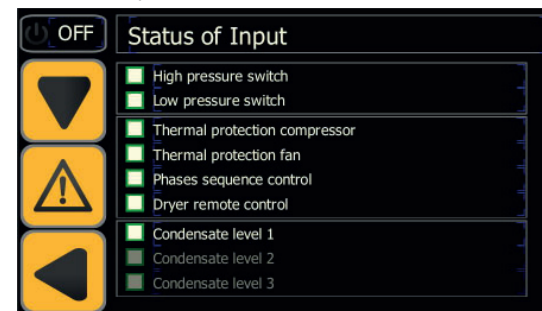 OFF
Status of Input
High pressure switch
Low pressure switch
Thermal protection compressor
Thermal protection fan
Phases sequence control
Dryer remote control
Condensate level 1
Condensate level 2
Condensate level 3